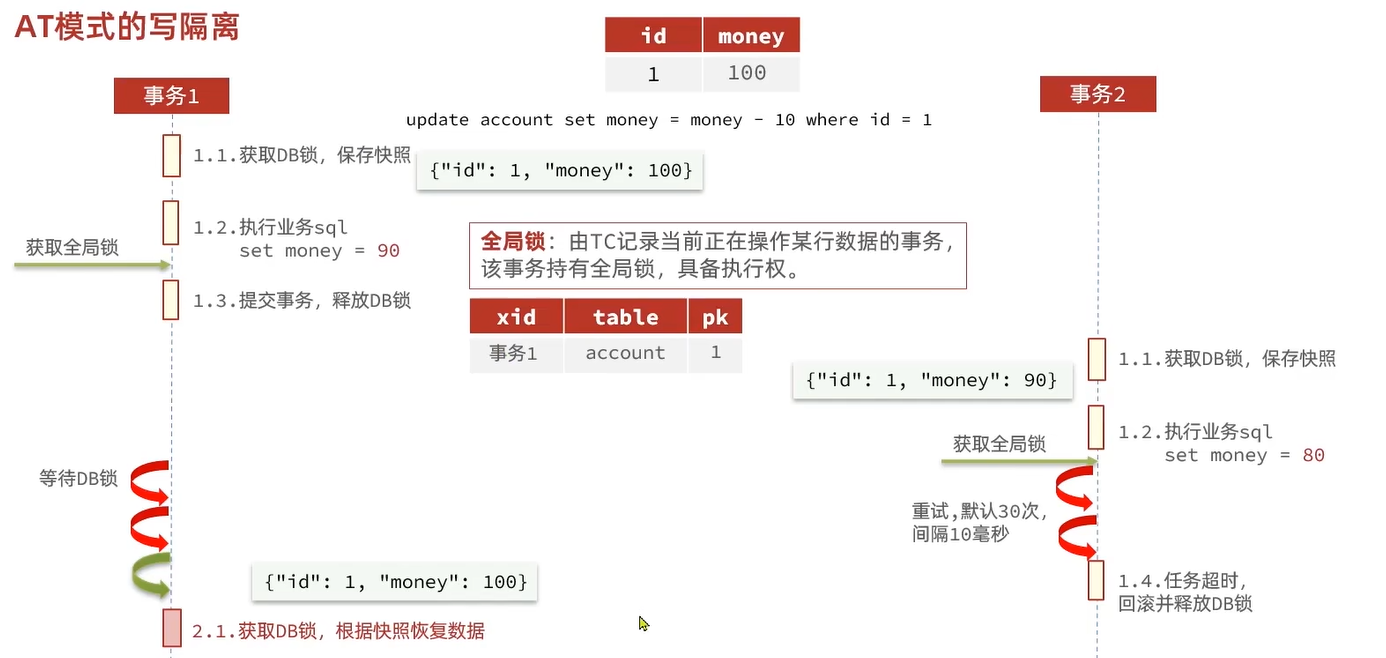 AT模式的写隔离
id money
1 100
事务1
事务2
update account set money = money - 10 where id = 1
1.1.获取DB锁，保存快照
{"id": 1, "money": 100}
1.2.执行业务sql
set money = 90
获取全局锁
1.3.提交事务，释放DB锁
全局锁：由TC记录当前正在操作某行数据的事务，
该事务持有全局锁，具备执行权。
xid table pk
事务1 account 1
1.1.获取DB锁，保存快照
{"id": 1, "money": 90}
1.2.执行业务sql
set money = 80
获取全局锁
等待DB锁
重试,默认30次，
间隔10毫秒
1.4.任务超时，
回滚并释放DB锁
{"id": 1, "money": 100}
2.1.获取DB锁，根据快照恢复数据